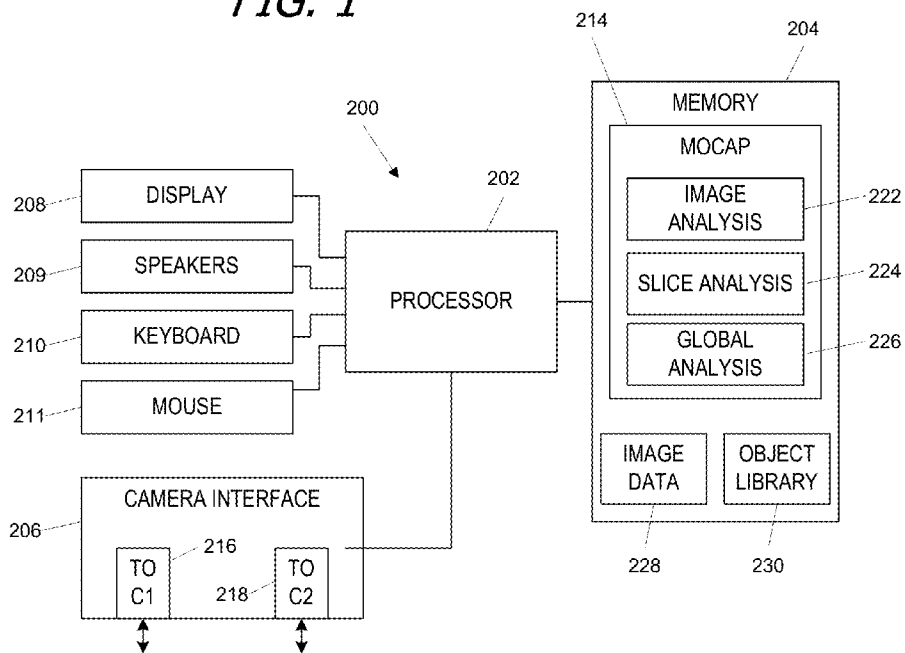 FIG. 1
214
204
MEMORY
200
MOCAP
202
208
DISPLAY
IMAGE
ANALYSIS
222
209
SPEAKERS
PROCESSOR
SLICE ANALYSIS
224
210
KEYBOARD
GLOBAL
ANALYSIS
226
211
MOUSE
IMAGE
DATA
OBJECT
LIBRARY
CAMERA INTERFACE
206
216
TO
C1
218
TO
C2
228
230